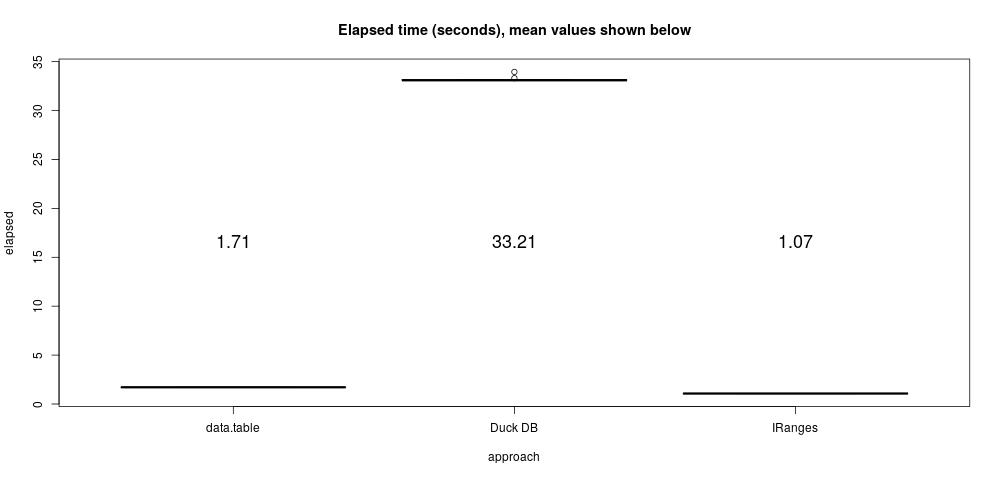 Elapsed time (seconds), mean values shown below
elapsed
35
30
25
20
15
10
5
0
1.71 33.21 1.07
data.table Duck DB IRanges
approach